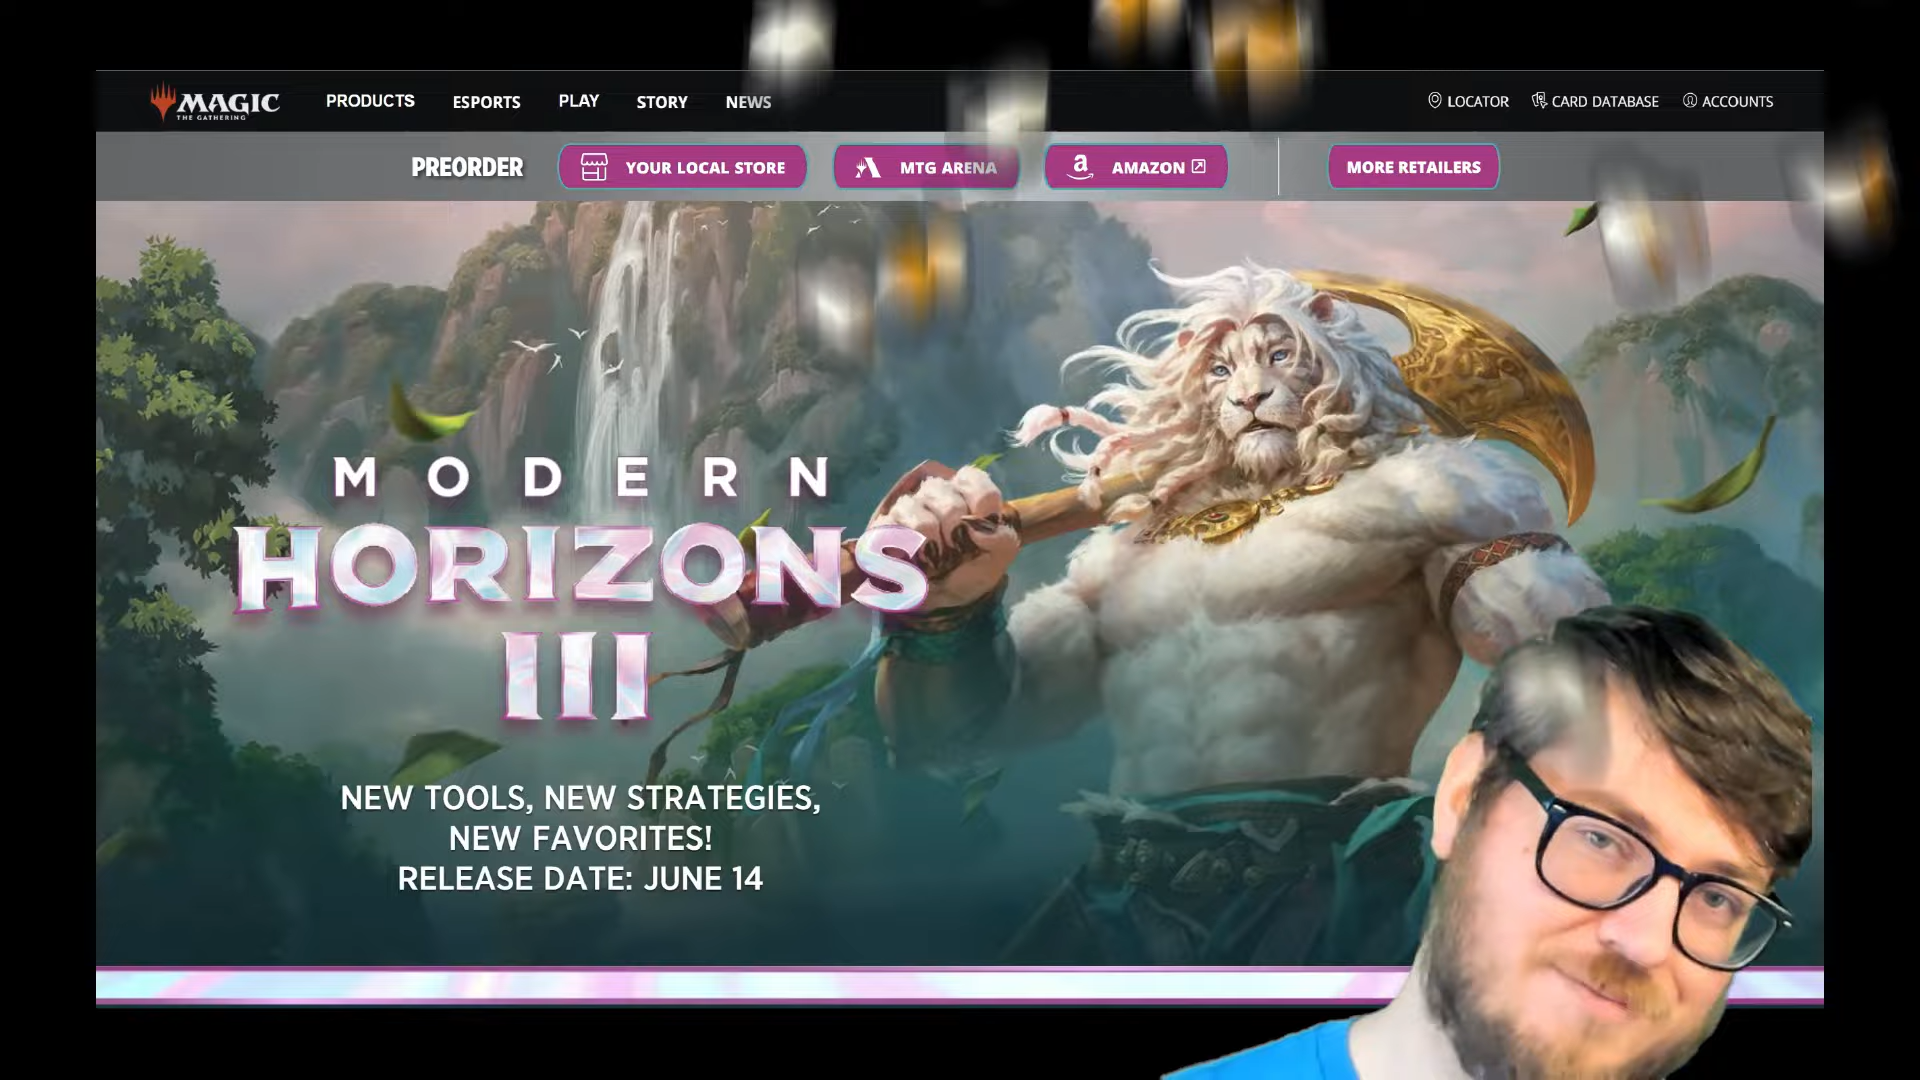 MAGIC
THE GATHERING
PRODUCTS
ESPORTS
PLAY
STORY
NEWS
LOCATOR
CARD DATABASE
ACCOUNTS
PREORDER
YOUR LOCAL STORE
MTG ARENA
a
AMAZON
MORE RETAILERS
MODERN
HORIZONS
III
NEW TOOLS, NEW STRATEGIES,
NEW FAVORITES!
RELEASE DATE: JUNE 14